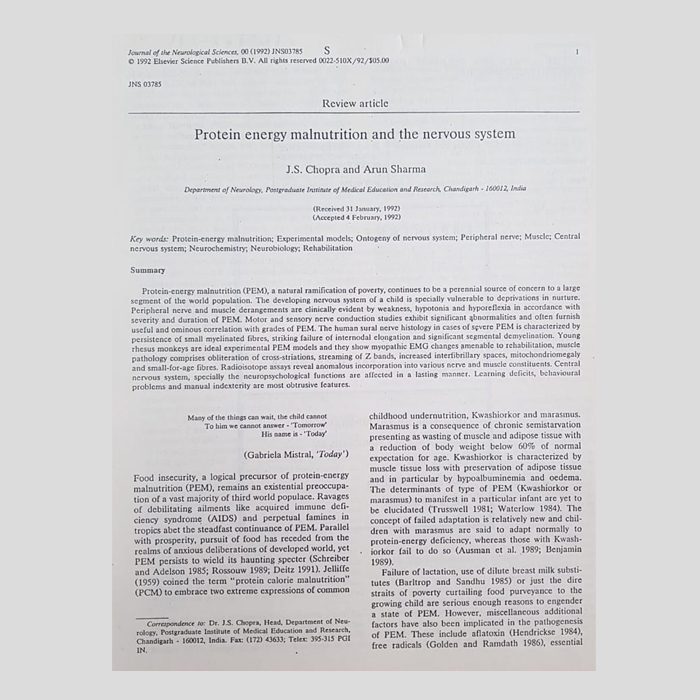 Journal of the Neurological Sciences, 00 (1992) JNS03785 S 1
© 1992 Elsevier Science Publishers B.V. All rights reserved 0022-510X/92/$05.00
JNS 03785
Review article
Protein energy malnutrition and the nervous system
J.S. Chopra and Arun Sharma
Department of Neurology, Postgraduate Institute of Medical Education and Research, Chandigarh - 160012, India
(Received 31 January, 1992)
(Accepted 4 February, 1992)
Key words: Protein-energy malnutrition; Experimental models; Ontogeny of nervous system; Peripheral nerve; Muscle; Central
nervous system; Neurochemistry; Neurobiology; Rehabilitation
Summary
Protein-energy malnutrition (PEM), a natural ramification of poverty, continues to be a perennial source of concern to a large
segment of the world population. The developing nervous system of a child is specially vulnerable to deprivations in nurture.
Peripheral nerve and muscle derangements are clinically evident by weakness, hypotonia and hyporeflexia in accordance with
severity and duration of PEM. Motor and sensory nerve conduction studies exhibit significant abnormalities and often furnish
useful and ominous correlation with grades of PEM. The human sural nerve histology in cases of severe PEM is characterized by
persistence of small myelinated fibres, striking failure of internodal elongation and significant segmental demyelination. Young
rhesus monkeys are ideal experimental PEM models and they show myopathic EMG changes amenable to rehabilitation, muscle
pathology comprises obliteration of cross-striations, streaming of Z bands, increased interfibrillary spaces, mitochondriomegaly
and small-for-age fibres. Radioisotope assays reveal anomalous incorporation into various nerve and muscle constituents. Central
nervous system, specially the neuropsychological functions are affected in a lasting manner. Learning deficits, behavioural
problems and manual indexterity are most obtrusive features.
Many of the things can wait, the child cannot
To him we cannot answer - 'Tomorrow'
His name is - 'Today'
(Gabriela Mistral, 'Today')
Food insecurity, a logical precursor of protein-energy
malnutrition (PEM), remains an existential preoccupa-
tion of a vast majority of third world populace. Ravages
of debilitating ailments like acquired immune defi-
ciency syndrome (AIDS) and perpetual famines in
tropics abet the steadfast continuance of PEM. Parallel
with prosperity, pursuit of food has receded from the
realms of anxious deliberations of developed world, yet
PEM persists to wield its haunting specter (Schreiber
and Adelson 1985; Rossouw 1989; Deitz 1991). Jelliffe
(1959) coined the term "protein calorie malnutrition"
(PCM) to embrace two extreme expressions of common
Correspondence to: Dr. J.S. Chopra, Head, Department of Neu-
rology, Postgraduate Institute of Medical Education and Research,
Chandigarh - 160012, India. Fax: (172) 43633; Telex: 395-315 PGI
IN.
childhood undernutrition, Kwashiorkor and marasmus.
Marasmus is a consequence of chronic semistarvation
presenting as wasting of muscle and adipose tissue with
a reduction of body weight below 60% of normal
expectation for age. Kwashiorkor is characterized by
muscle tissue loss with preservation of adipose tissue
and in particular by hypoalbuminemia and oedema.
The determinants of type of PEM (Kwashiorkor or
marasmus) to manifest in a particular infant are yet to
be elucidated (Trusswell 1981; Waterlow 1984). The
concept of failed adaptation is relatively new and chil-
dren with marasmus are said to adapt normally to
protein-energy deficiency, whereas those with Kwash-
iorkor fail to do so (Ausman et al. 1989; Benjamin
1989).
Failure of lactation, use of dilute breast milk substi-
tutes (Baltrop and Sandhu 1985) or just the dire
straits of poverty curtailing food purveyance to the
growing child are serious enough reasons to engender
a state of PEM. However, miscellaneous additional
factors have also been implicated in the pathogenesis
of PEM. These include aflatoxin (Hendrickse 1984),
free radicals (Golden and Ramdath 1986), essential